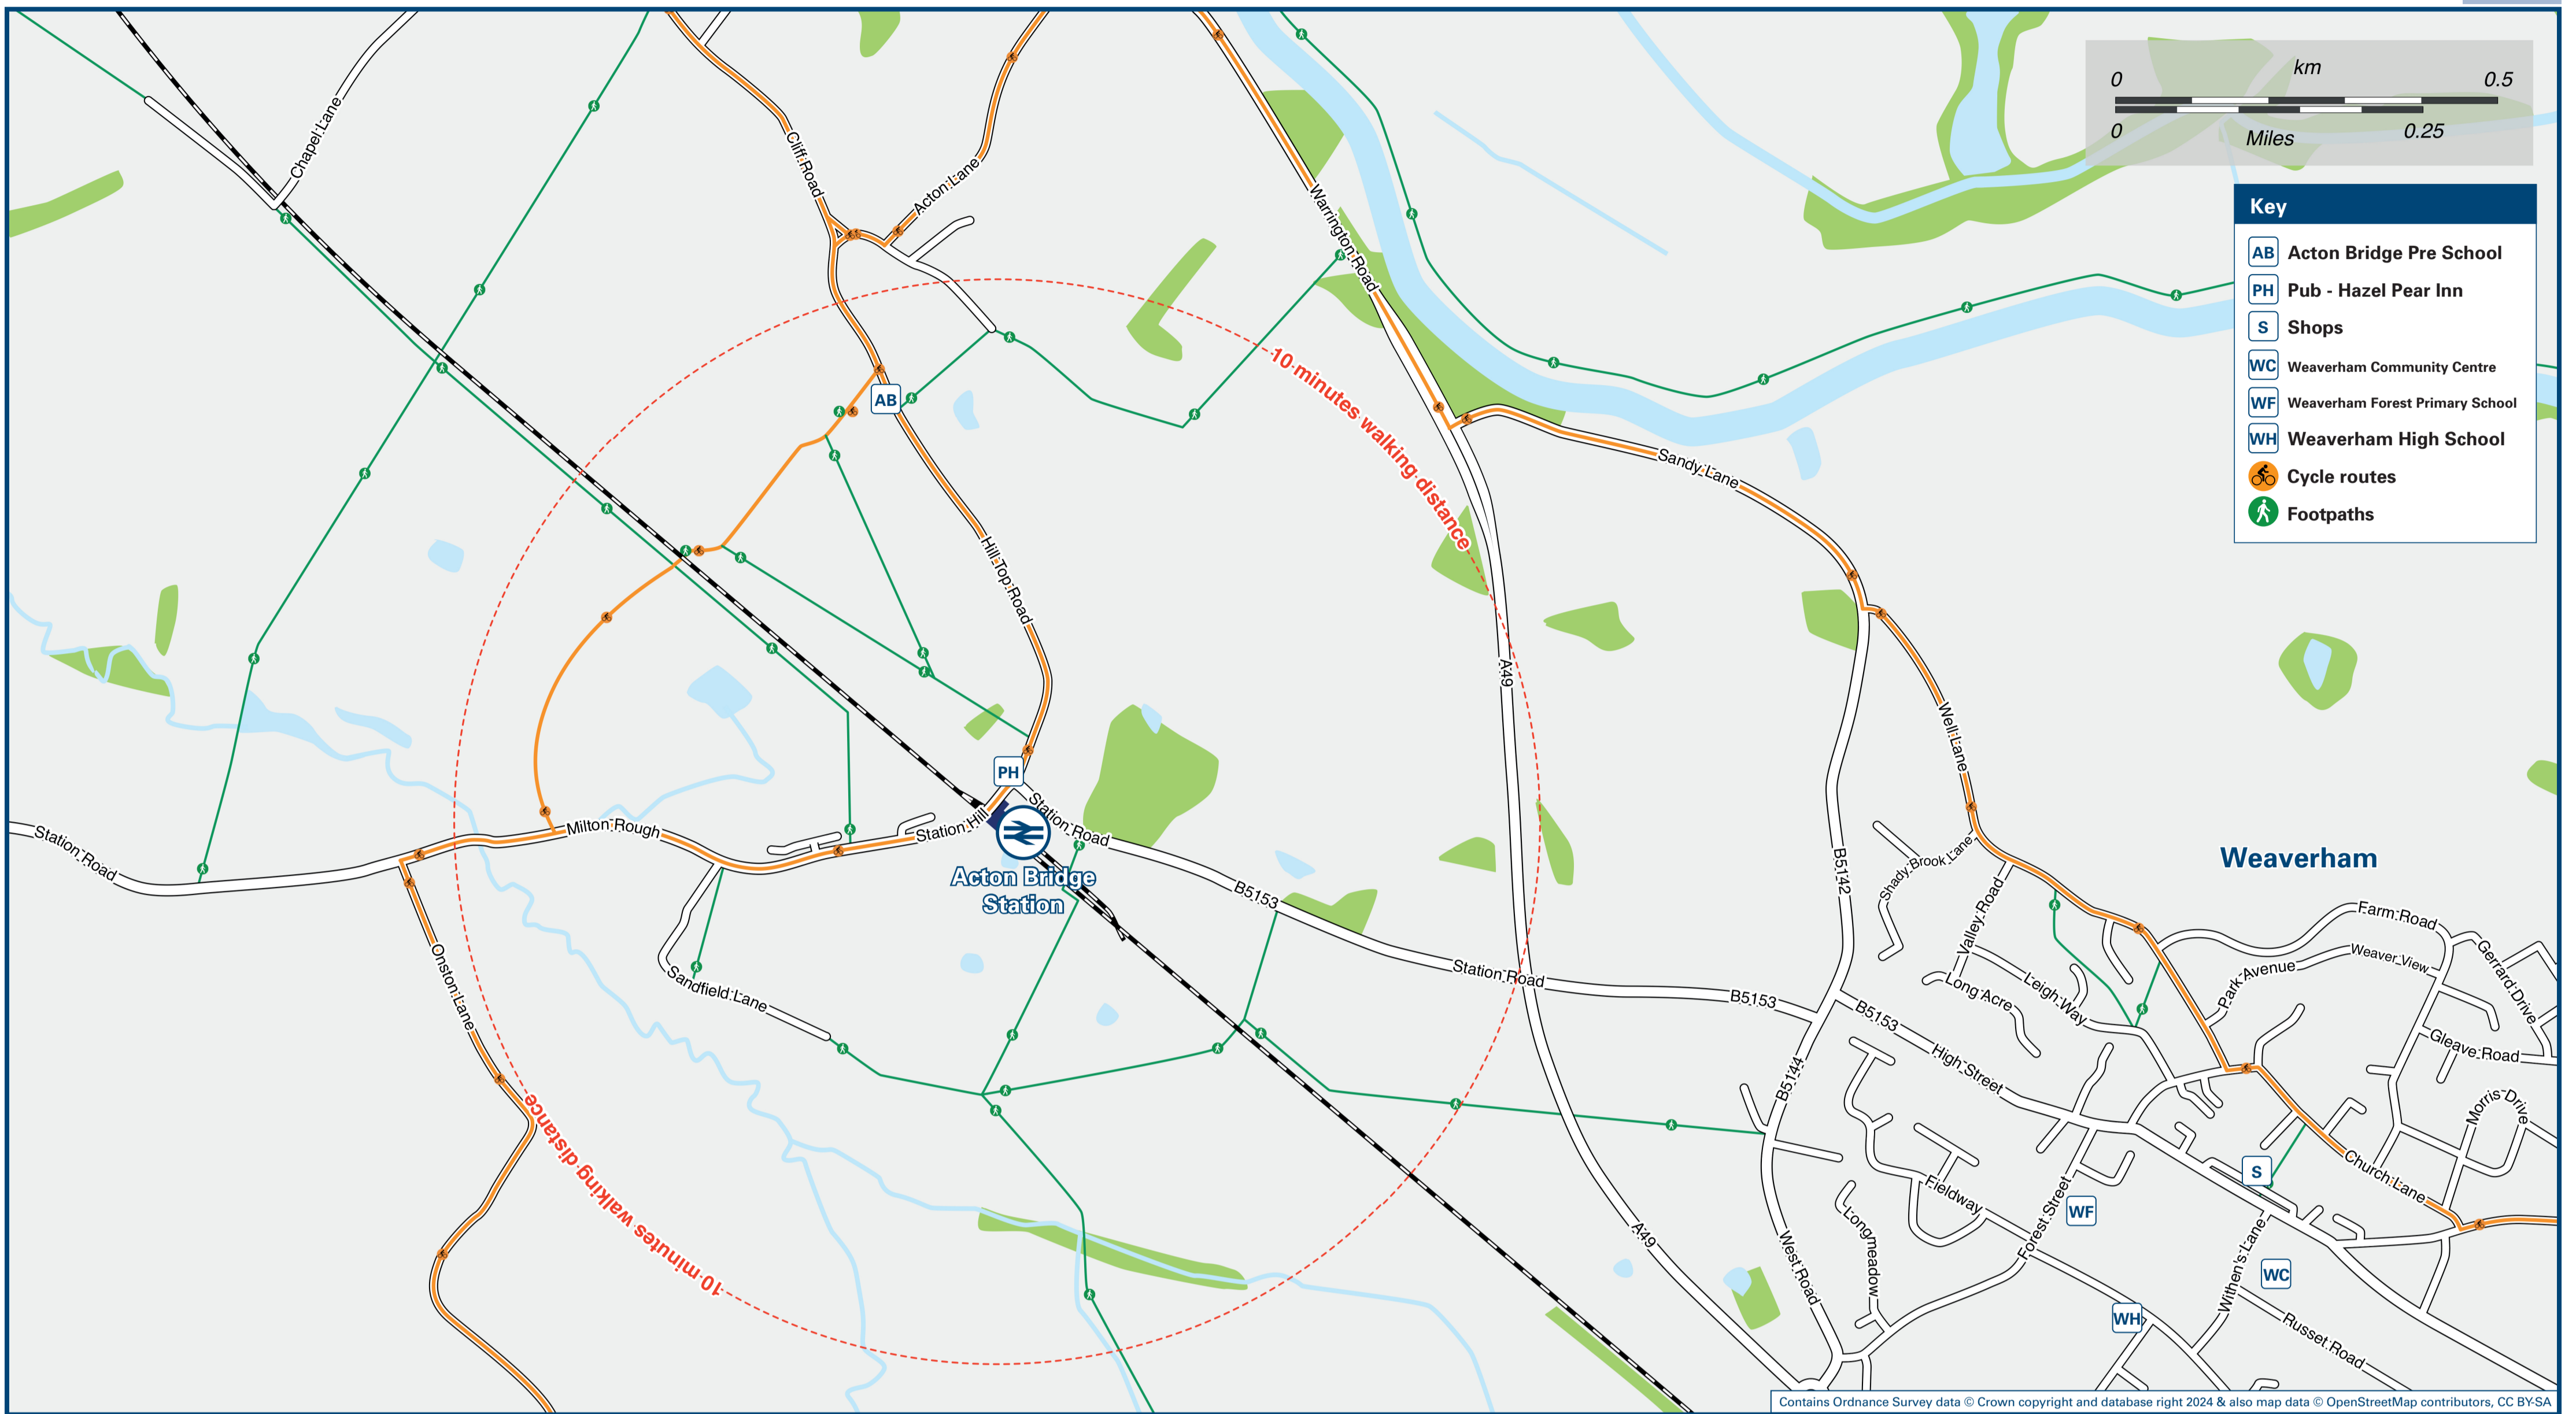 km
0 0.5
0 0.25
Miles
Key
AB Acton Bridge Pre School
PH Pub - Hazel Pear Inn
S Shops
WC Weaverham Community Centre
WF Weaverham Forest Primary School
WH Weaverham High School
Cycle routes
Footpaths
Chapel Lane
Cliff Road
Acton Lane
Warrington Road
AB
10 minutes walking distance
Sandy Lane
Hill Top Road
A49
Well Lane
PH
Station Road
Station Hill
Milton Rough
Station Road
Acton Bridge
Station
B5153
B5142
Shady Brook Lane
Valley Road
Weaverham
Farm Road
Weaver View
Gerrard Drive
Park Avenue
Station Road
B5153
B5153
Long Acre
Leigh Way
High Street
Gleave Road
Onston Lane
Sandfield Lane
B5144
Morris Drive
10 minutes walking distance
S
Church Lane
Fieldway
Forest Street
WF
Longmeadow
A49
West Road
Withen's Lane
WC
WH
Russet Road
Contains Ordnance Survey data © Crown copyright and database right 2024 & also map data © OpenStreetMap contributors, CC BY-SA